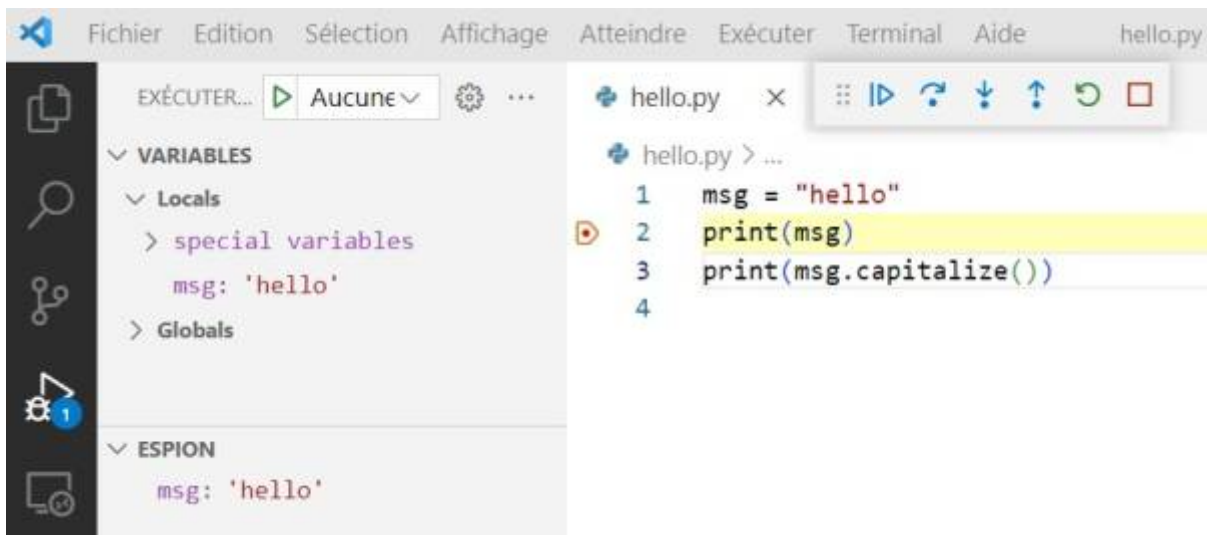 Fichier Edition Sélection Affichage Atteindre Exécuter Terminal Aide hello.py
EXÉCUTER... Aucune
VARIABLES
Locals
special variables
msg: 'hello'
Globals
1
ESPION
msg: 'hello'
hello.py
hello.py > ...
1 msg = "hello"
2 print(msg)
3 print(msg.capitalize())
4